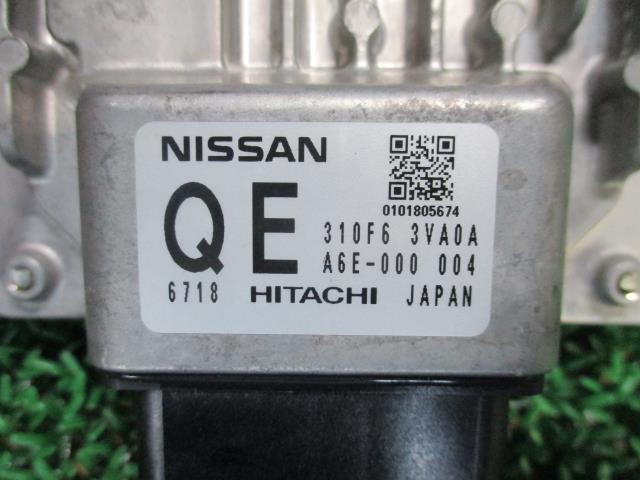 NISSAN
0101805674
QE
310F6 3VA0A
A6E-000 004
6718 HITACHI JAPAN